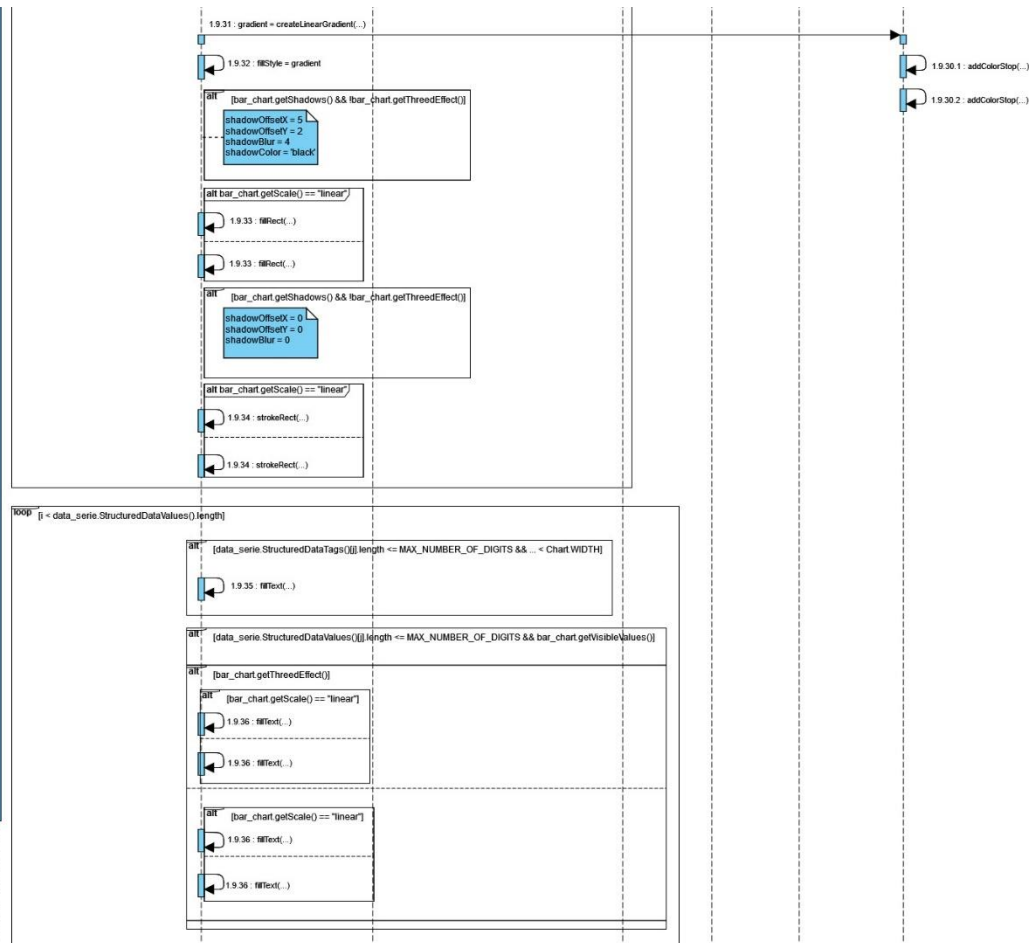 1.9.31 : gradient = createLinearGradient(...)
1.9.32 : fillStyle = gradient
1.9.30.1 : addColorStop(...)
1.9.30.2 : addColorStop(...)
alt [bar_chart.getShadows() && !bar_chart.getThreedEffect()]
shadowOffsetX = 5
shadowOffsetY = 2
shadowBlur = 4
shadowColor = 'black'
alt bar_chart.getScale() == "linear"
1.9.33 : fillRect(...)
1.9.33 : fillRect(...)
alt [bar_chart.getShadows() && !bar_chart.getThreedEffect()]
shadowOffsetX = 0
shadowOffsetY = 0
shadowBlur = 0
alt bar_chart.getScale() == "linear"
1.9.34 : strokeRect(...)
1.9.34 : strokeRect(...)
loop [i < data_serie.StructuredDataValues().length]
alt [data_serie.StructuredDataTags()[j].length <= MAX_NUMBER_OF_DIGITS && ... < Chart.WIDTH]
1.9.35 : fillText(...)
alt [data_serie.StructuredDataValues()[j].length <= MAX_NUMBER_OF_DIGITS && bar_chart.getVisibleValues()]
alt [bar_chart.getThreedEffect()]
alt [bar_chart.getScale() == "linear"]
1.9.36 : fillText(...)
1.9.36 : fillText(...)
alt [bar_chart.getScale() == "linear"]
1.9.36 : fillText(...)
1.9.36 : fillText(...)